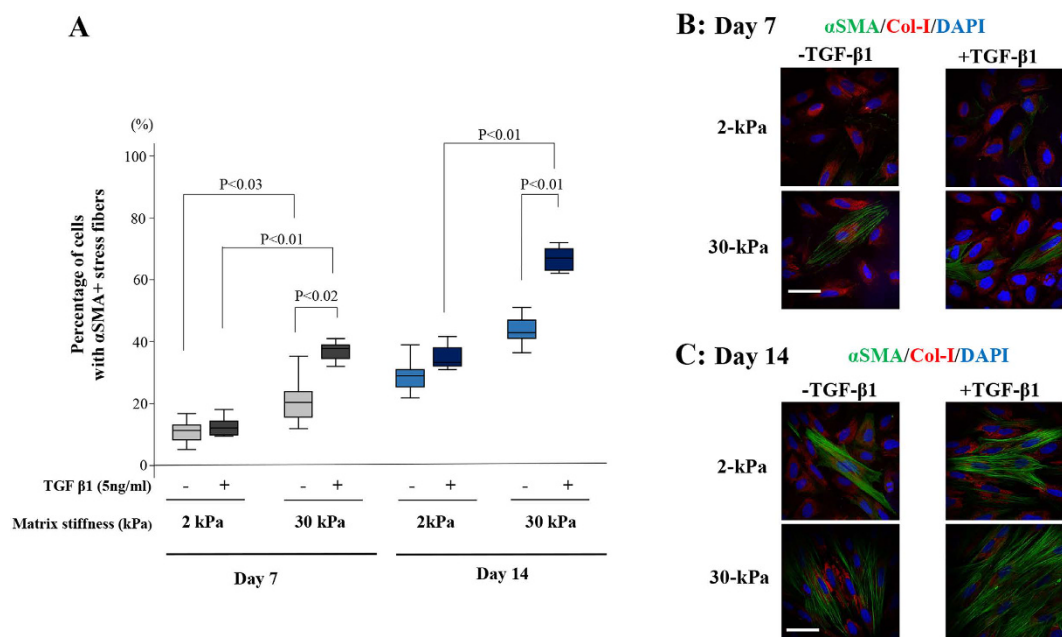 A
(%)
100
80
60
40
20
0
Percentage of cells
with αSMA+ stress fibers
P<0.03
P<0.01
P<0.02
P<0.01
P<0.01
TGF β1 (5ng/ml) - + - + - + - +
Matrix stiffness (kPa) 2 kPa 30 kPa 2kPa 30 kPa
Day 7 Day 14
B: Day 7 αSMA/Col-I/DAPI
-TGF-β1 +TGF-β1
2-kPa
30-kPa
C: Day 14 αSMA/Col-I/DAPI
-TGF-β1 +TGF-β1
2-kPa
30-kPa